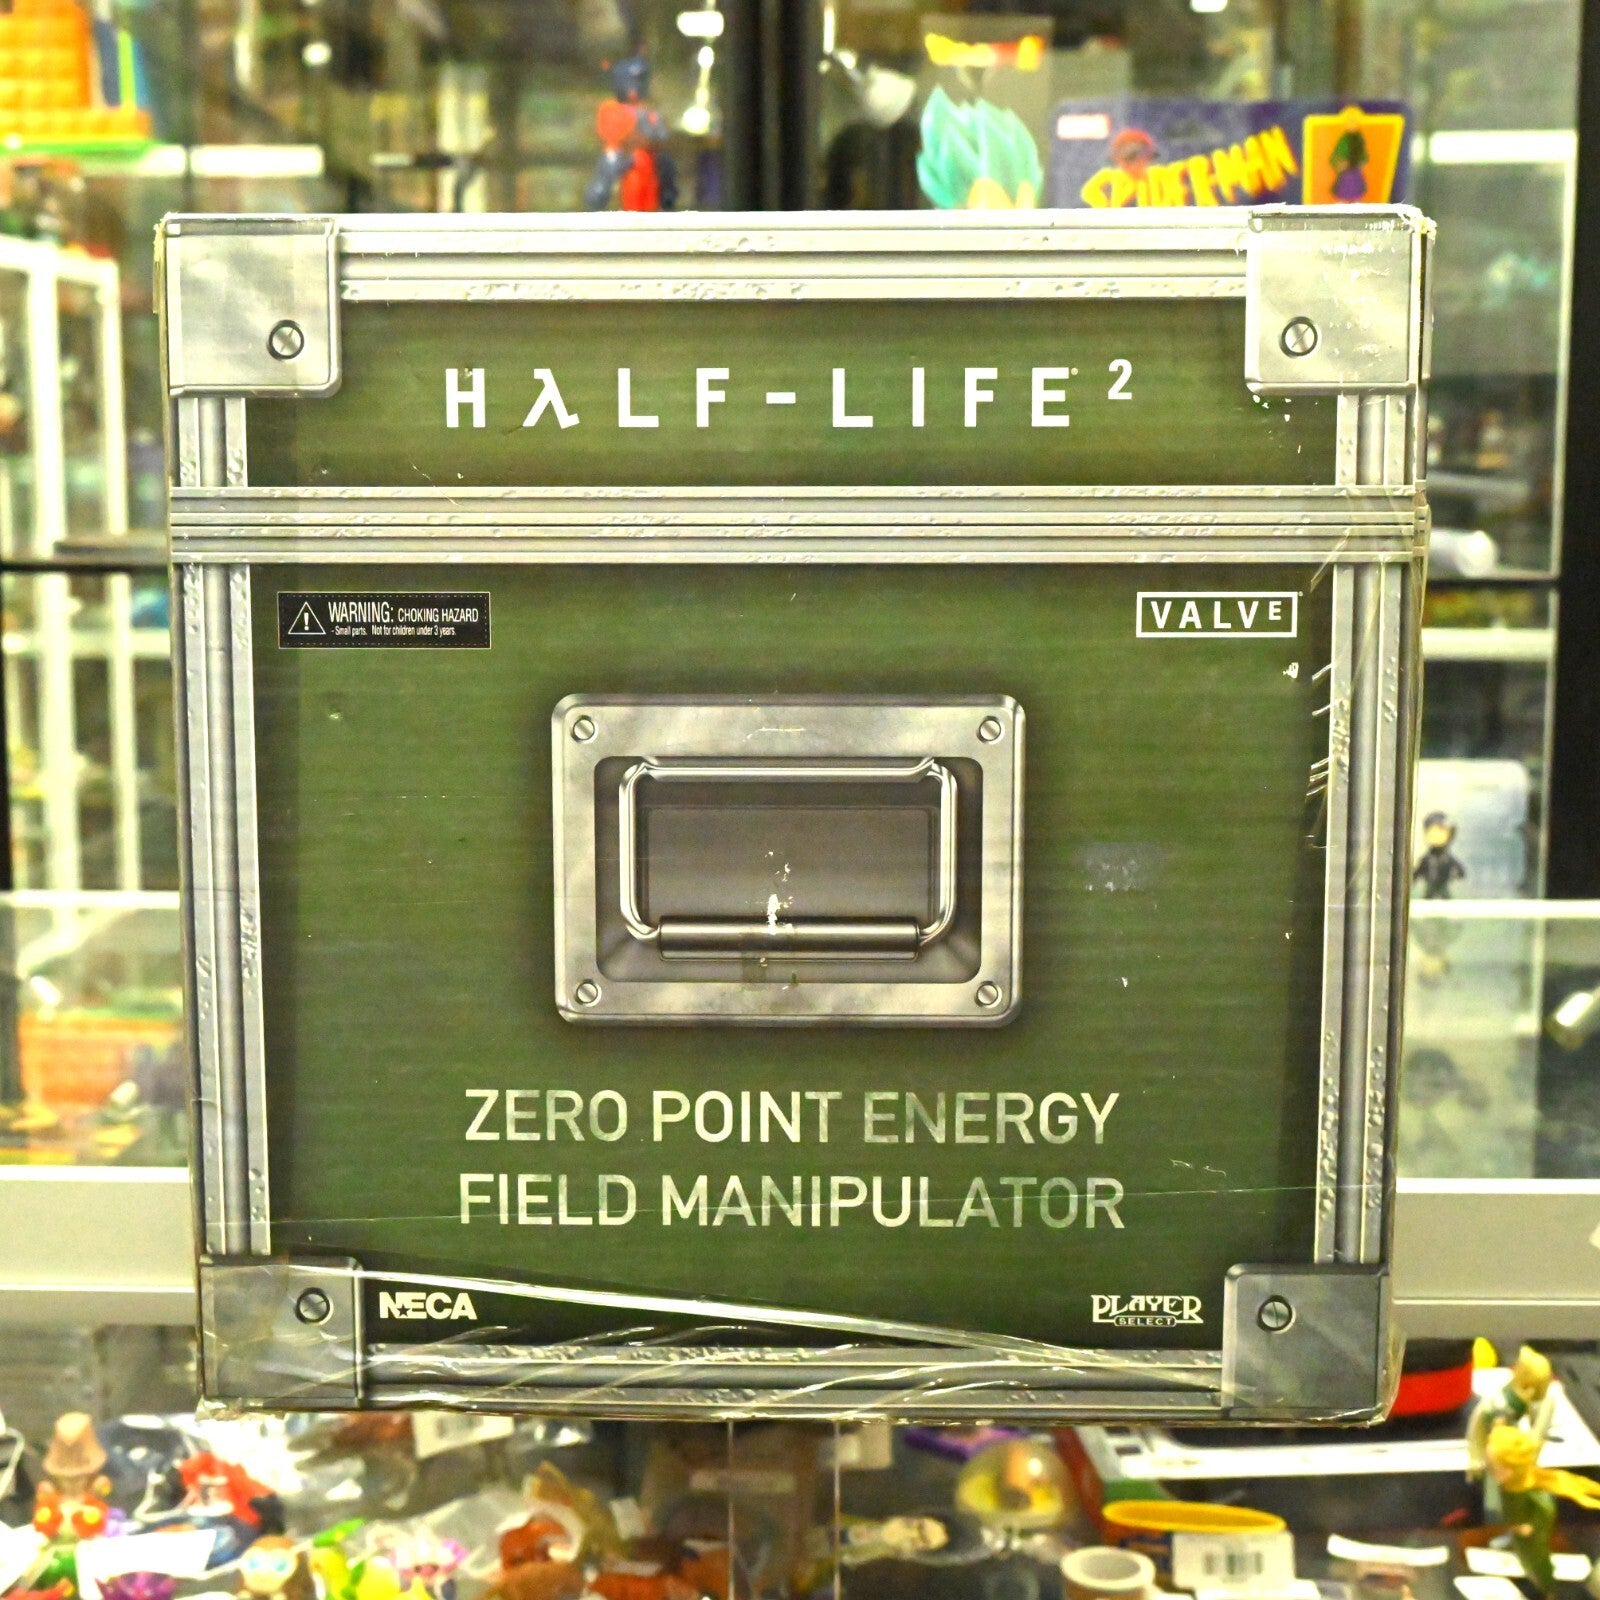 SPIDER-MAN
HλLF-LIFE²
WARNING: CHOKING HAZARD
- Small parts. Not for children under 3 years.
VALVE
ZERO POINT ENERGY
FIELD MANIPULATOR
NECA
PLAYER
SELECT